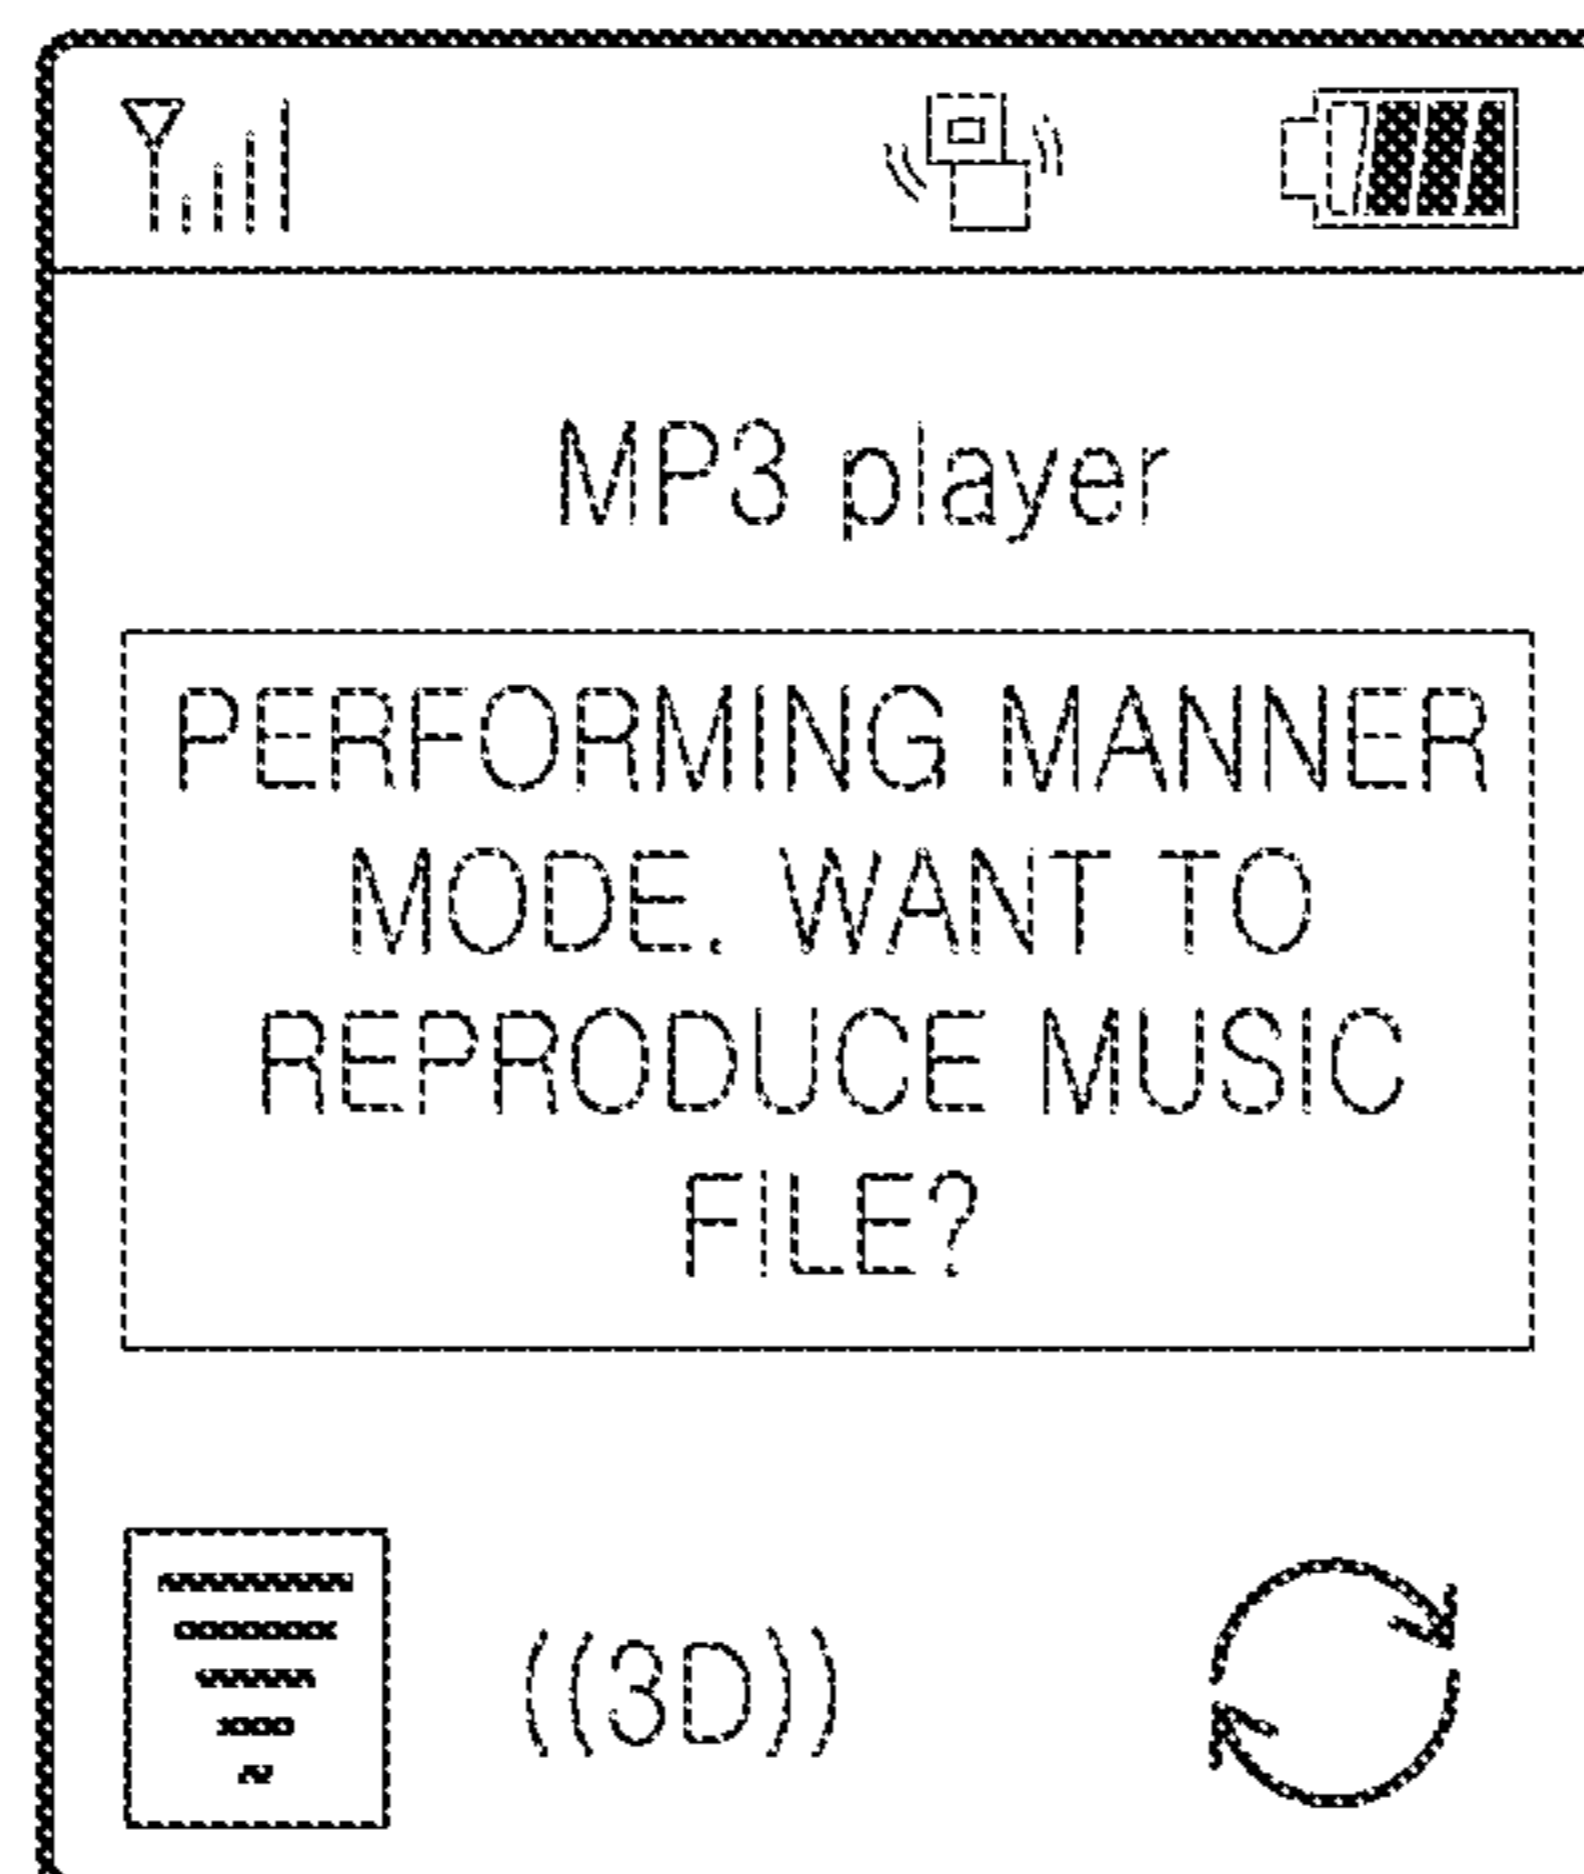 MP3 player
PERFORMING MANNER
MODE. WANT TO
REPRODUCE MUSIC
FILE?
((3D))